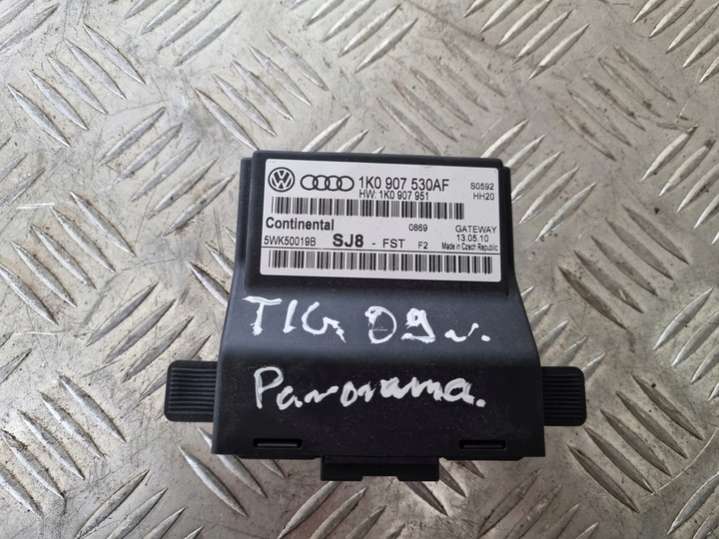 1K0 907 530AF S0592
HW: 1K0 907 951 HH20
Continental 0869 GATEWAY
5WK50019B SJ8 - FST F2 13.05.10
Made in Czech Republic
TIG 09 v.
Panorama.